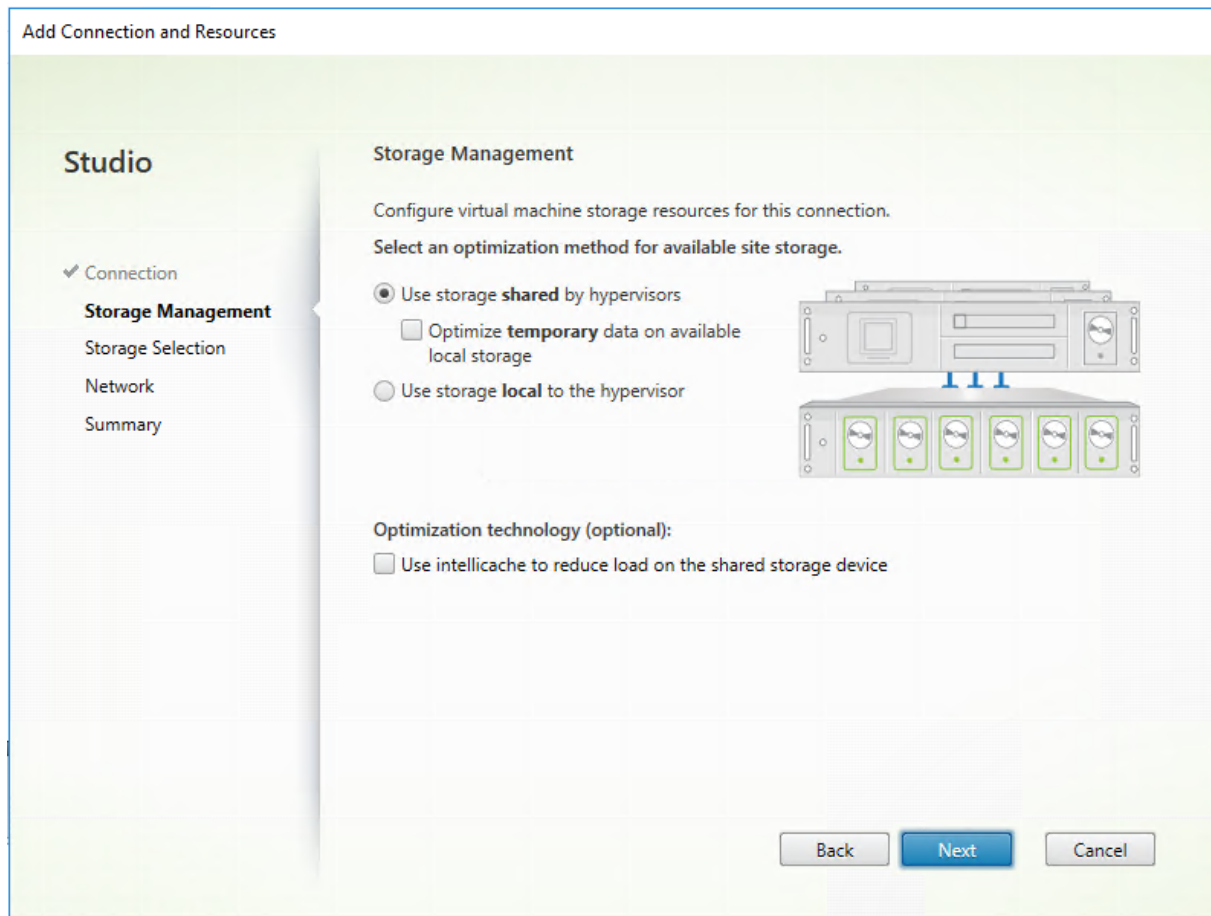 Add Connection and Resources
Studio
Connection
Storage Management
Storage Selection
Network
Summary
Storage Management
Configure virtual machine storage resources for this connection.
Select an optimization method for available site storage.
Use storage shared by hypervisors
Optimize temporary data on available
local storage
Use storage local to the hypervisor
Optimization technology (optional):
Use intellicache to reduce load on the shared storage device
Back
Next
Cancel